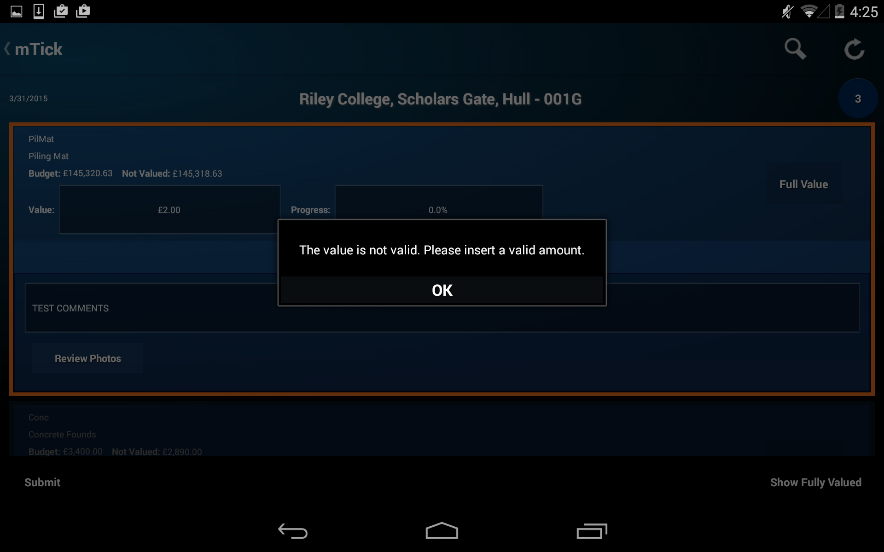 4:25
mTick
3/31/2015
Riley College, Scholars Gate, Hull - 001G
3
PilMat
Piling Mat
Budget: £145,320.63 Not Valued: £145,318.63
Full Value
Value: £2.00 Progress: 0.0%
The value is not valid. Please insert a valid amount.
OK
TEST COMMENTS
Review Photos
Conc
Concrete Founds
Budget: £3,400.00 Not Valued: £2,890.00
Submit
Show Fully Valued